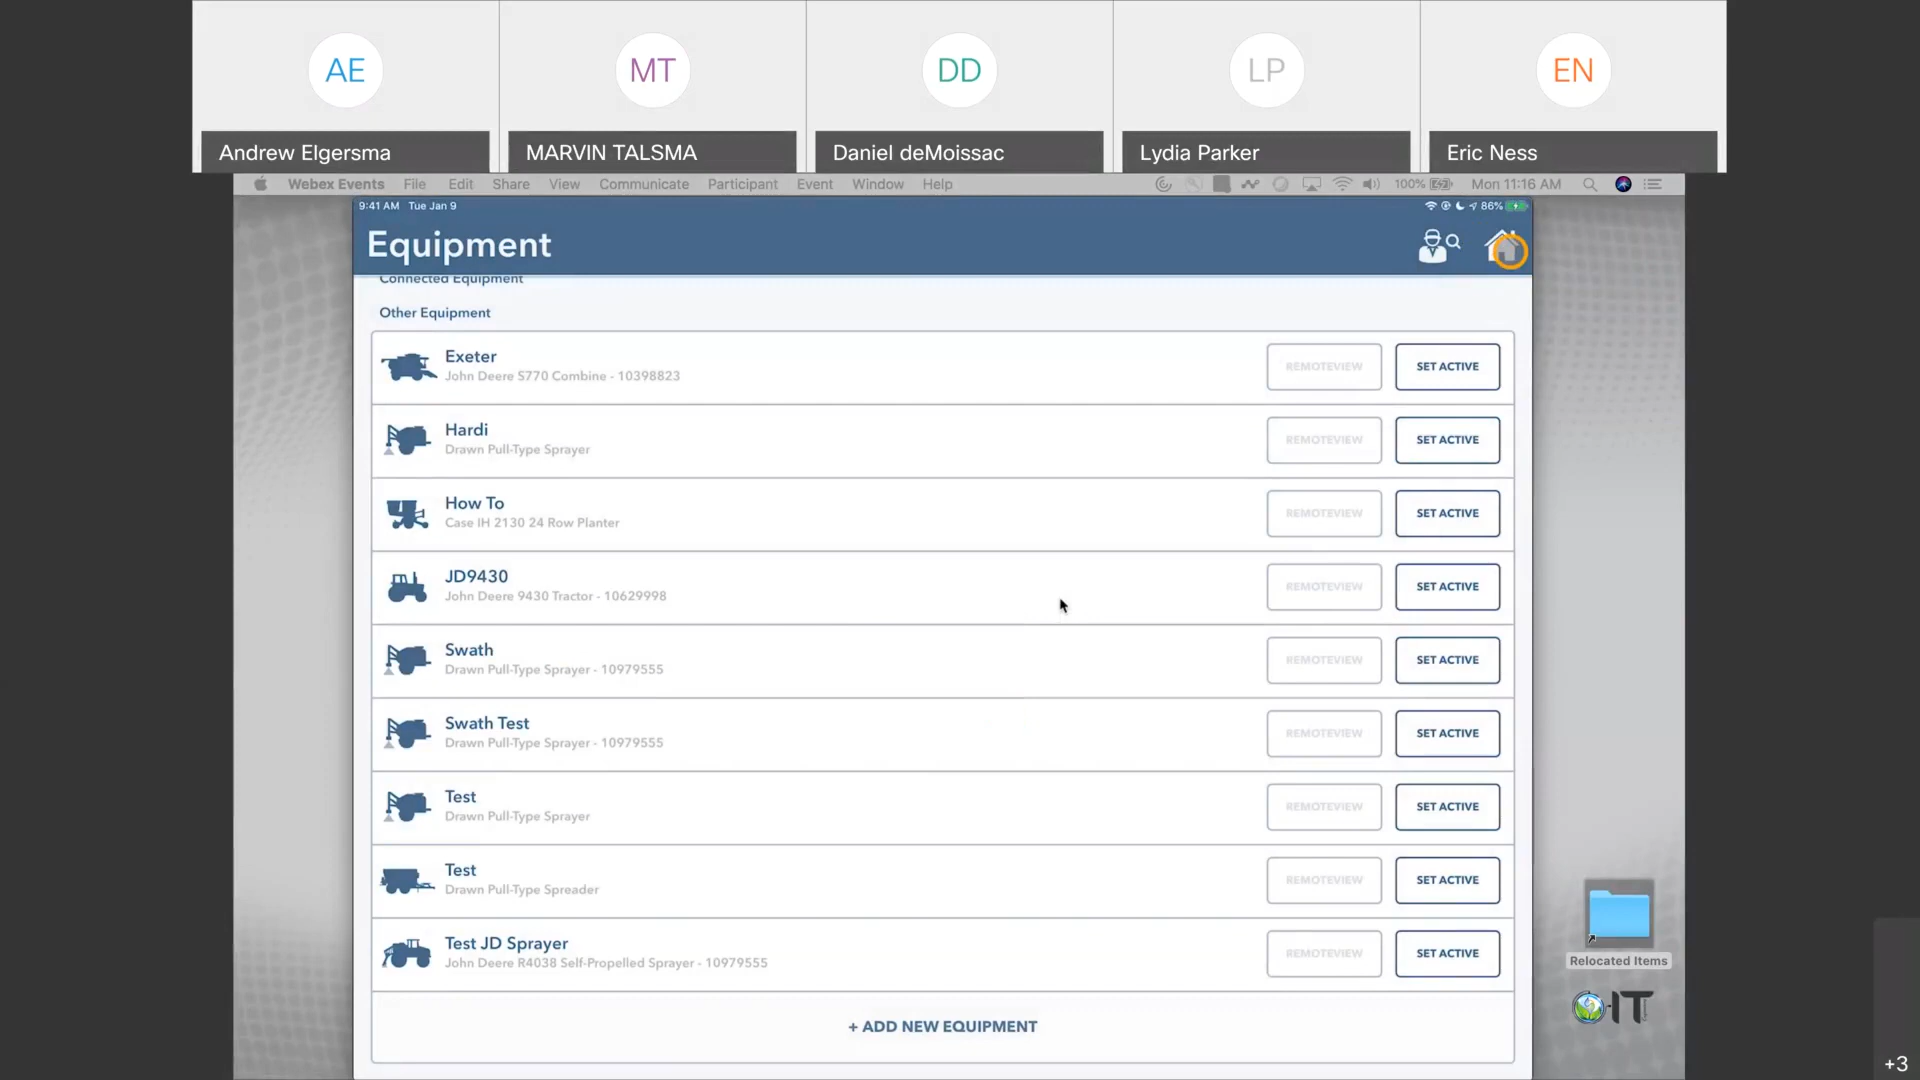 AE
MT
DD
LP
EN
Andrew Elgersma
MARVIN TALSMA
Daniel deMoissac
Lydia Parker
Eric Ness
Webex Events File Edit Share View Communicate Participant Event Window Help 100% Mon 11:16 AM
9:41 AM Tue Jan 9 86%
Equipment
Connected Equipment
Other Equipment
Exeter
John Deere S770 Combine - 10398823
REMOTEVIEW SET ACTIVE
Hardi
Drawn Pull-Type Sprayer
REMOTEVIEW SET ACTIVE
How To
Case IH 2130 24 Row Planter
REMOTEVIEW SET ACTIVE
JD9430
John Deere 9430 Tractor - 10629998
REMOTEVIEW SET ACTIVE
Swath
Drawn Pull-Type Sprayer - 10979555
REMOTEVIEW SET ACTIVE
Swath Test
Drawn Pull-Type Sprayer - 10979555
REMOTEVIEW SET ACTIVE
Test
Drawn Pull-Type Sprayer
REMOTEVIEW SET ACTIVE
Test
Drawn Pull-Type Spreader
REMOTEVIEW SET ACTIVE
Test JD Sprayer
John Deere R4038 Self-Propelled Sprayer - 10979555
REMOTEVIEW SET ACTIVE
+ ADD NEW EQUIPMENT
Relocated Items
IT
+3